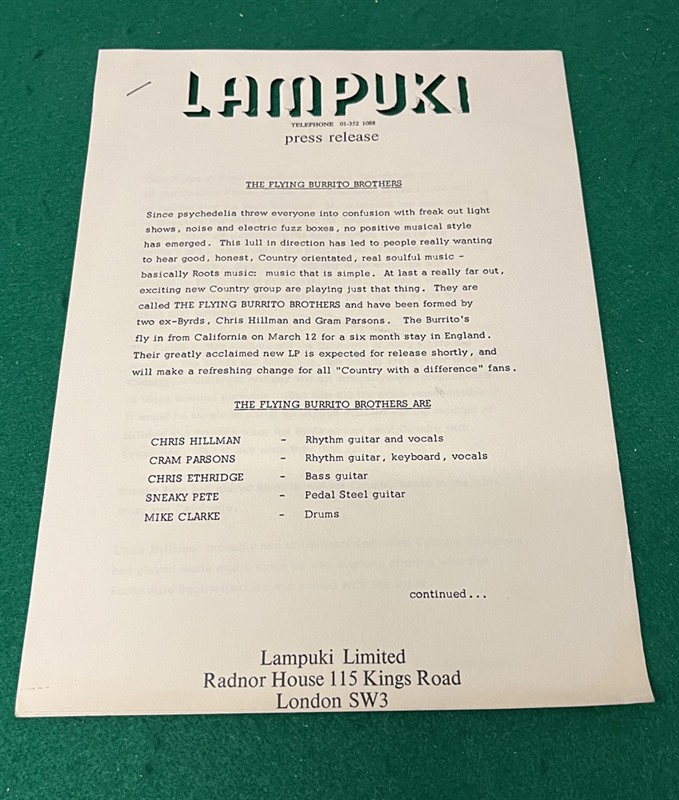 LAMPUKI
TELEPHONE 01-352 1088
press release
THE FLYING BURRITO BROTHERS
Since psychedelia threw everyone into confusion with freak out light
shows, noise and electric fuzz boxes, no positive musical style
has emerged. This lull in direction has led to people really wanting
to hear good, honest, Country orientated, real soulful music -
basically Roots music: music that is simple. At last a really far out,
exciting new Country group are playing just that thing. They are
called THE FLYING BURRITO BROTHERS and have been formed by
two ex-Byrds, Chris Hillman and Gram Parsons. The Burrito's
fly in from California on March 12 for a six month stay in England.
Their greatly acclaimed new LP is expected for release shortly, and
will make a refreshing change for all "Country with a difference" fans.
THE FLYING BURRITO BROTHERS ARE
CHRIS HILLMAN - Rhythm guitar and vocals
CRAM PARSONS - Rhythm guitar, keyboard, vocals
CHRIS ETHRIDGE - Bass guitar
SNEAKY PETE - Pedal Steel guitar
MIKE CLARKE - Drums
continued...
Lampuki Limited
Radnor House 115 Kings Road
London SW3